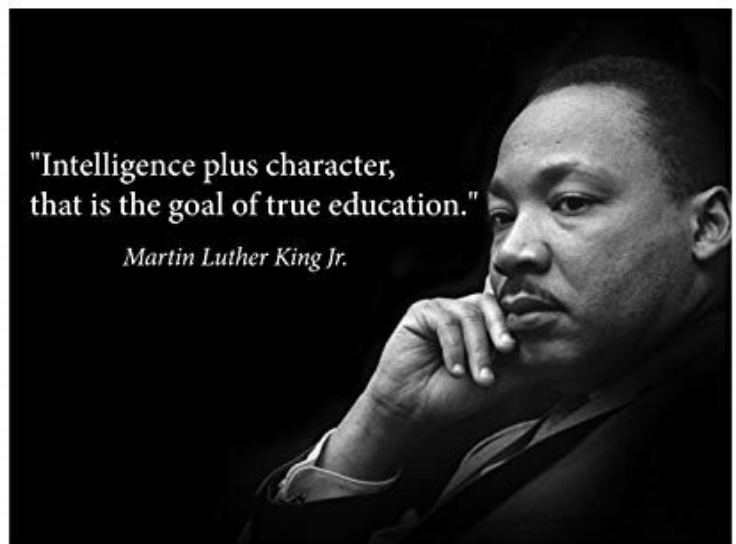 "Intelligence plus character,
that is the goal of true education."
Martin Luther King Jr.